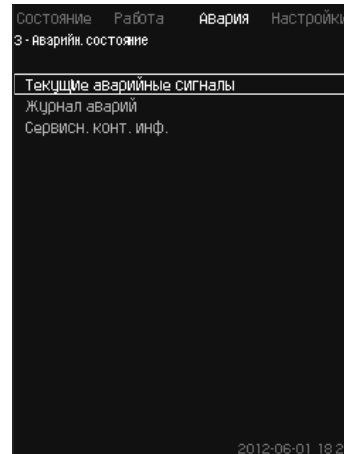 Состояние Работа Авария Настройки
3 - Аварийн. состояние
Текущие аварийные сигналы
Журнал аварий
Сервисн. конт. инф.
2012-06-01 18:2